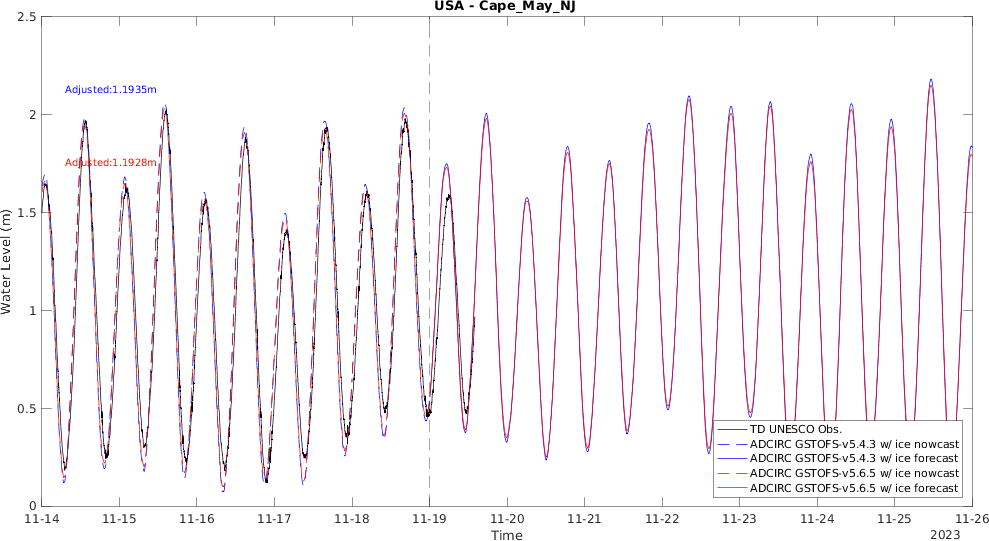 USA - Cape_May_NJ
2.5
2
1.5
1
0.5
0
Water Level (m)
Adjusted:1.1935m
Adjusted:1.1928m
TD UNESCO Obs.
ADCIRC GSTOFS-v5.4.3 w/ ice nowcast
ADCIRC GSTOFS-v5.4.3 w/ ice forecast
ADCIRC GSTOFS-v5.6.5 w/ ice nowcast
ADCIRC GSTOFS-v5.6.5 w/ ice forecast
11-14 11-15 11-16 11-17 11-18 11-19 11-20 11-21 11-22 11-23 11-24 11-25 11-26
Time
2023